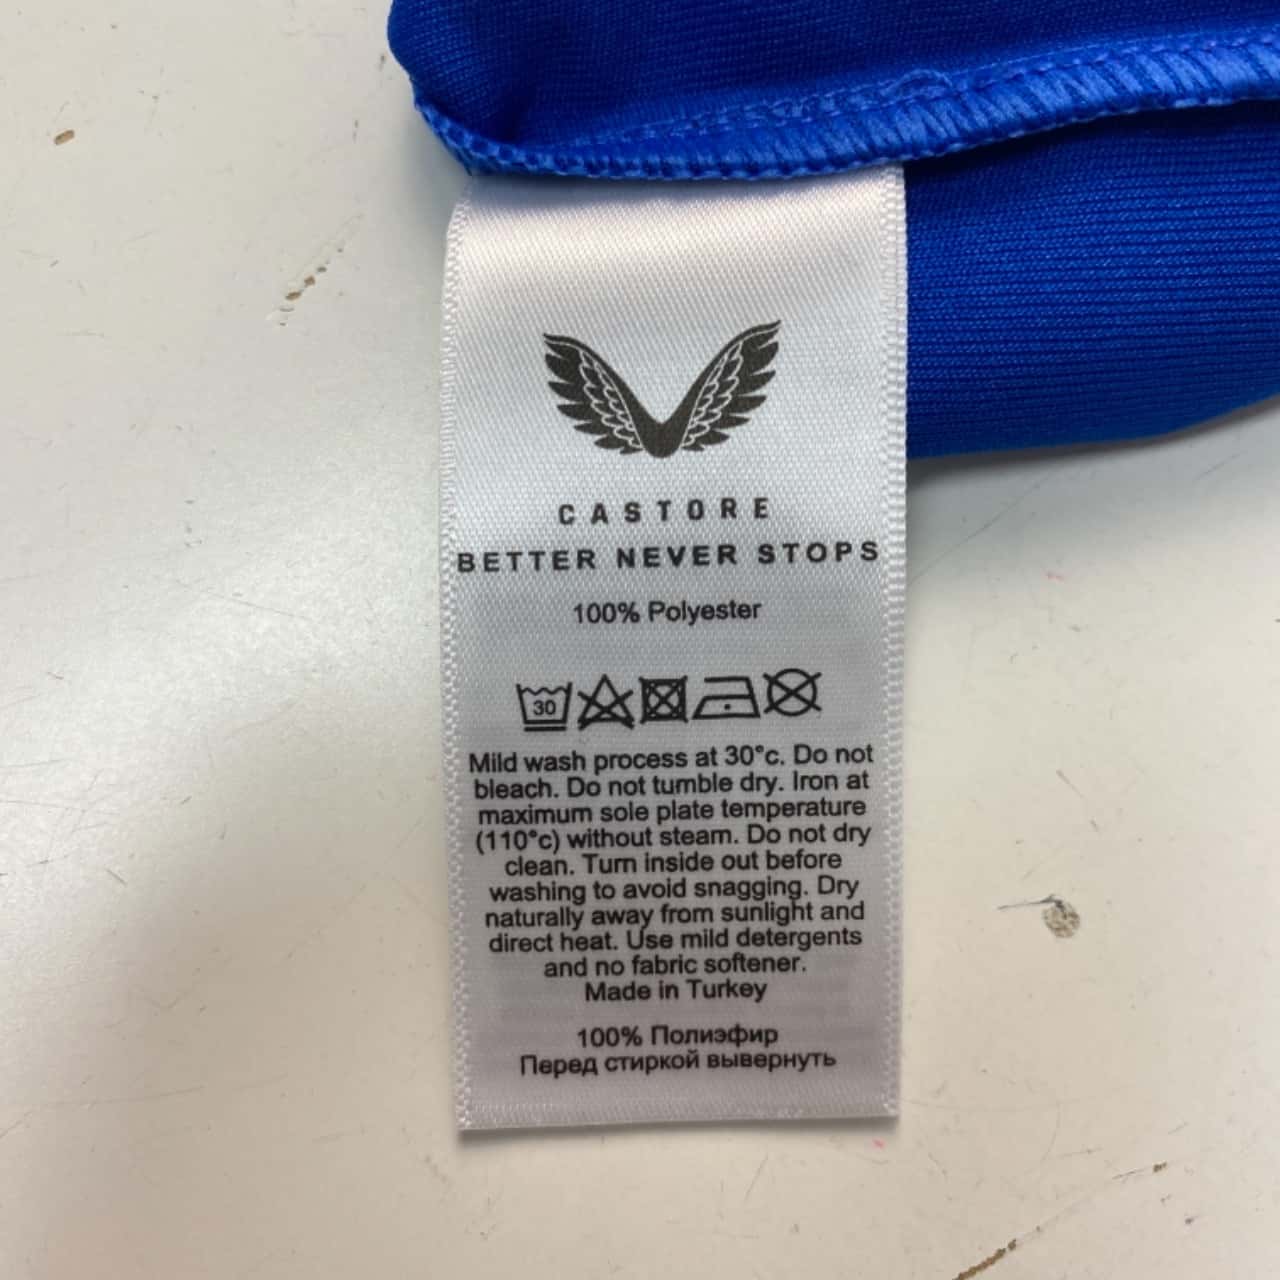 CASTORE
BETTER NEVER STOPS
100% Polyester
30
Mild wash process at 30°c. Do not
bleach. Do not tumble dry. Iron at
maximum sole plate temperature
(110°c) without steam. Do not dry
clean. Turn inside out before
washing to avoid snagging. Dry
naturally away from sunlight and
direct heat. Use mild detergents
and no fabric softener.
Made in Turkey
100% Полиэфир
Перед стиркой вывернуть